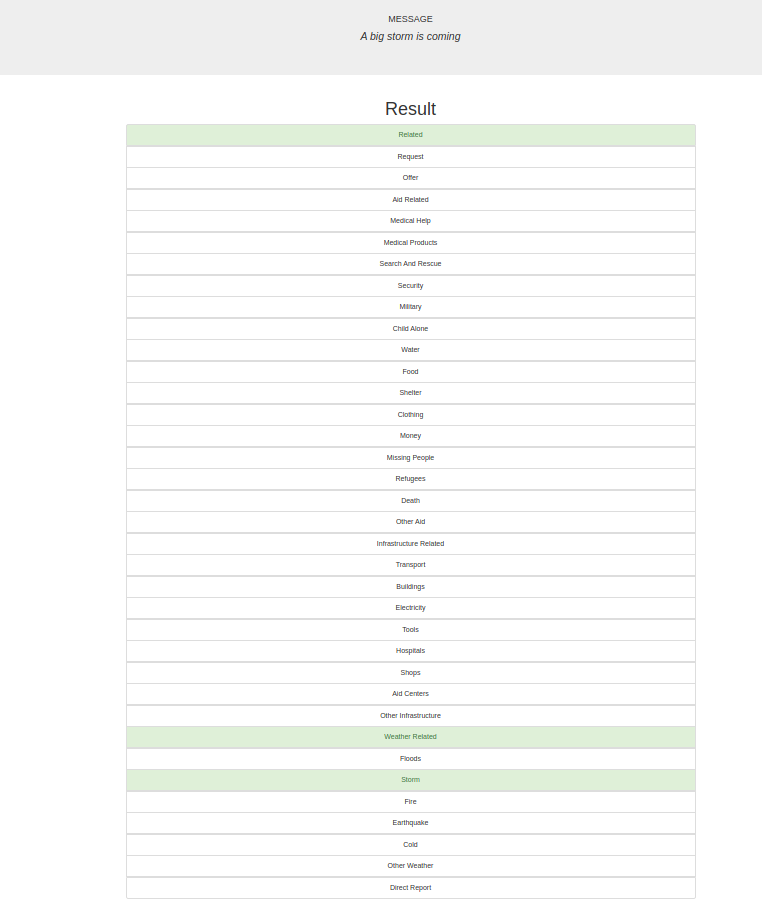 MESSAGE
A big storm is coming
Result
Related
Request
Offer
Aid Related
Medical Help
Medical Products
Search And Rescue
Security
Military
Child Alone
Water
Food
Shelter
Clothing
Money
Missing People
Refugees
Death
Other Aid
Infrastructure Related
Transport
Buildings
Electricity
Tools
Hospitals
Shops
Aid Centers
Other Infrastructure
Weather Related
Floods
Storm
Fire
Earthquake
Cold
Other Weather
Direct Report